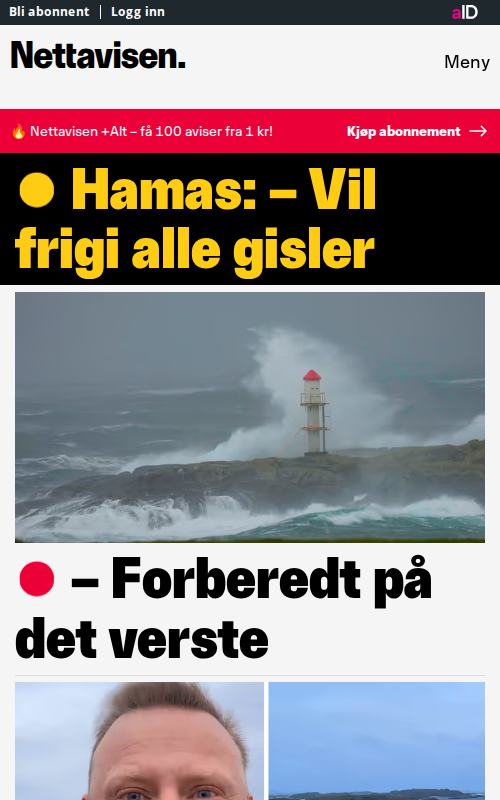 Bli abonnent | Logg inn
aID
Nettavisen.
Meny
🔥 Nettavisen +Alt – få 100 aviser fra 1 kr!
Kjøp abonnement →
Hamas: – Vil
frigi alle gisler
– Forberedt på
det verste